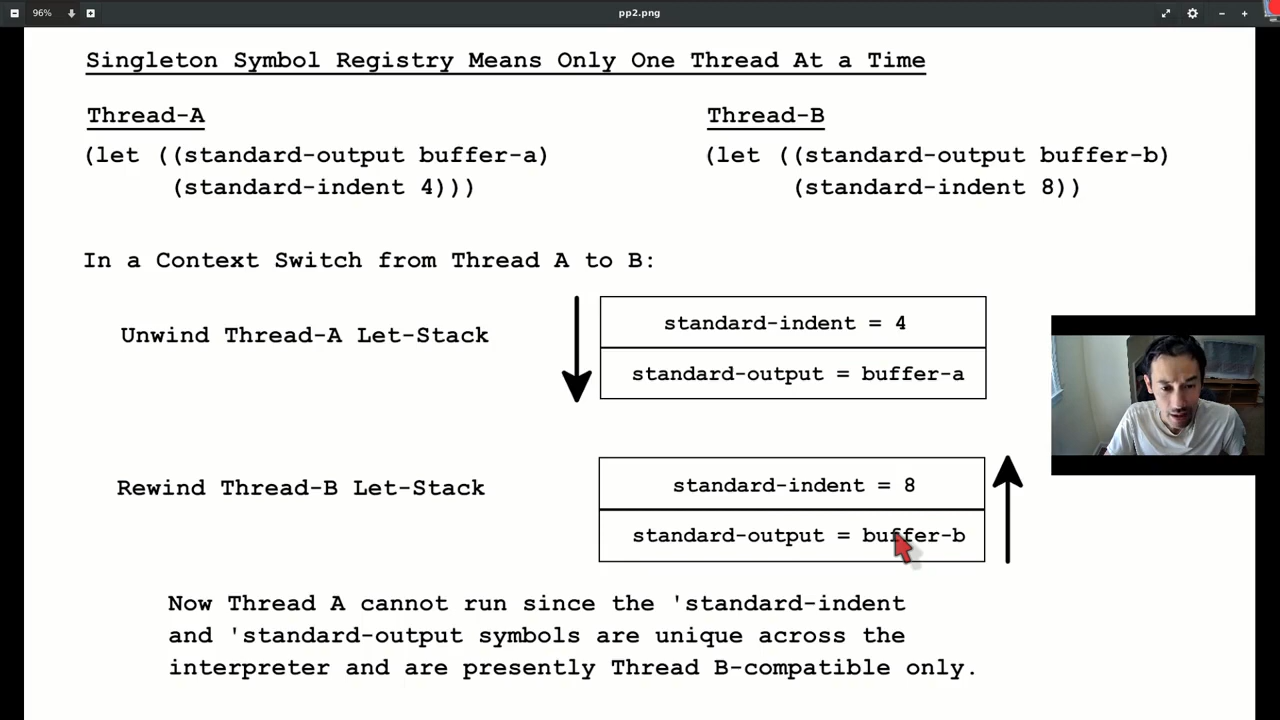 96%
pp2.png
Singleton Symbol Registry Means Only One Thread At a Time
Thread-A
(let ((standard-output buffer-a)
(standard-indent 4)))
Thread-B
(let ((standard-output buffer-b)
(standard-indent 8))
In a Context Switch from Thread A to B:
Unwind Thread-A Let-Stack
standard-indent = 4
standard-output = buffer-a
Rewind Thread-B Let-Stack
standard-indent = 8
standard-output = buffer-b
Now Thread A cannot run since the 'standard-indent
and 'standard-output symbols are unique across the
interpreter and are presently Thread B-compatible only.